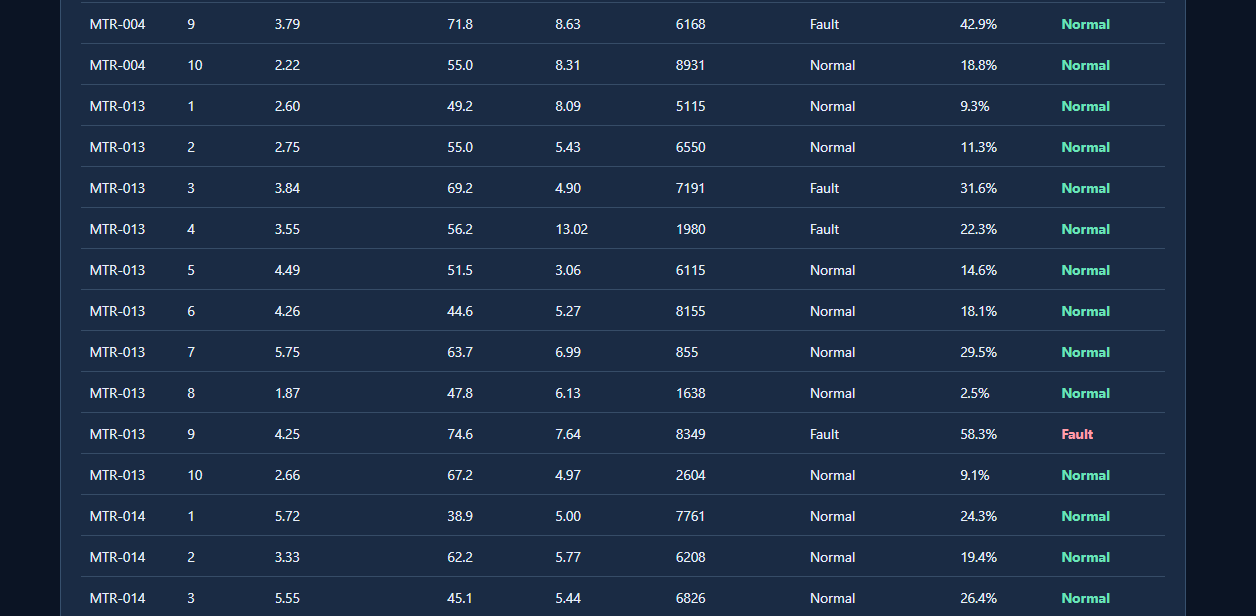 MTR-004 9 3.79 71.8 8.63 6168 Fault 42.9% Normal
MTR-004 10 2.22 55.0 8.31 8931 Normal 18.8% Normal
MTR-013 1 2.60 49.2 8.09 5115 Normal 9.3% Normal
MTR-013 2 2.75 55.0 5.43 6550 Normal 11.3% Normal
MTR-013 3 3.84 69.2 4.90 7191 Fault 31.6% Normal
MTR-013 4 3.55 56.2 13.02 1980 Fault 22.3% Normal
MTR-013 5 4.49 51.5 3.06 6115 Normal 14.6% Normal
MTR-013 6 4.26 44.6 5.27 8155 Normal 18.1% Normal
MTR-013 7 5.75 63.7 6.99 855 Normal 29.5% Normal
MTR-013 8 1.87 47.8 6.13 1638 Normal 2.5% Normal
MTR-013 9 4.25 74.6 7.64 8349 Fault 58.3% Fault
MTR-013 10 2.66 67.2 4.97 2604 Normal 9.1% Normal
MTR-014 1 5.72 38.9 5.00 7761 Normal 24.3% Normal
MTR-014 2 3.33 62.2 5.77 6208 Normal 19.4% Normal
MTR-014 3 5.55 45.1 5.44 6826 Normal 26.4% Normal